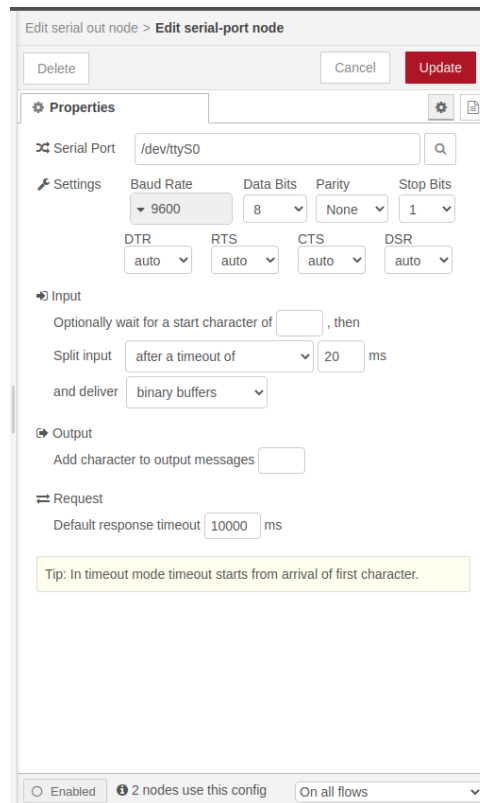 Edit serial out node > Edit serial-port node
Delete Cancel Update
Properties
Serial Port /dev/ttyS0
Settings Baud Rate Data Bits Parity Stop Bits
9600 8 None 1
DTR RTS CTS DSR
auto auto auto auto
Input
Optionally wait for a start character of , then
Split input after a timeout of 20 ms
and deliver binary buffers
Output
Add character to output messages
Request
Default response timeout 10000 ms
Tip: In timeout mode timeout starts from arrival of first character.
Enabled 2 nodes use this config On all flows